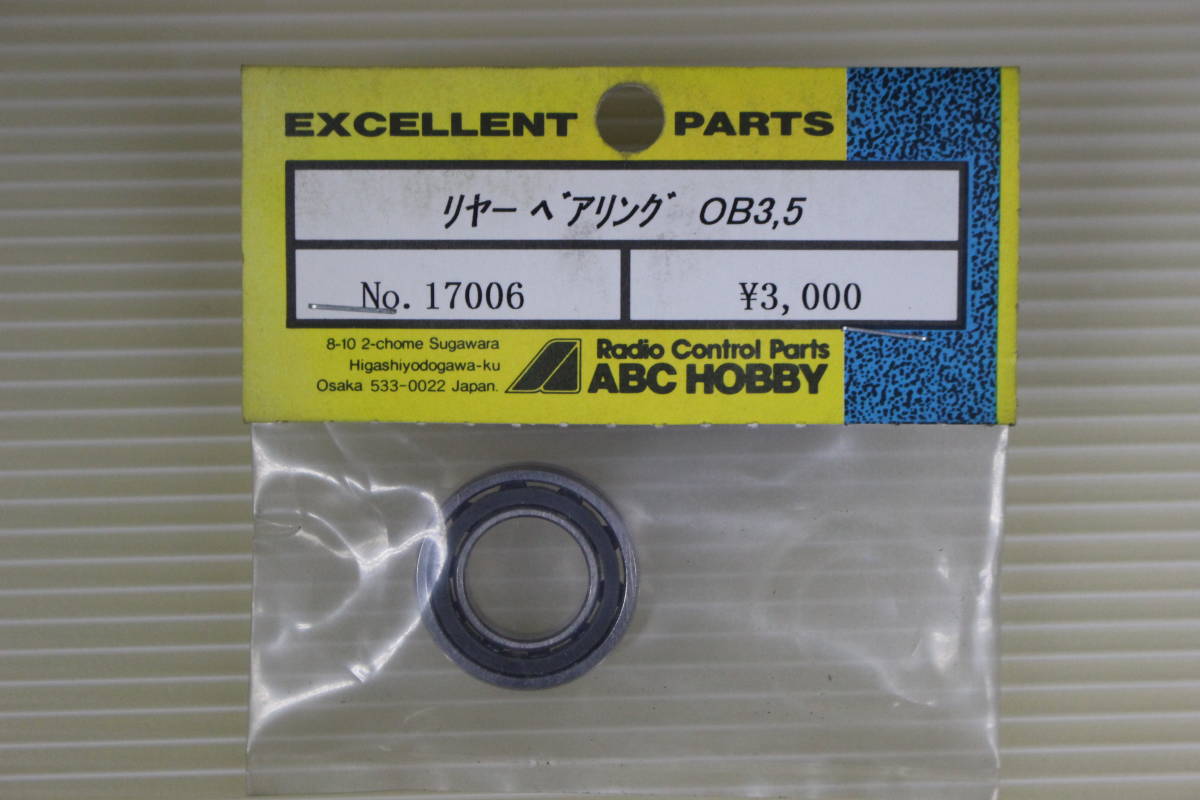 EXCELLENT PARTS
ﾘﾔｰ ﾍﾞｱﾘﾝｸﾞ OB3,5
No. 17006
¥3,000
8-10 2-chome Sugawara
Higashiyodogawa-ku
Osaka 533-0022 Japan.
Radio Control Parts
ABC HOBBY